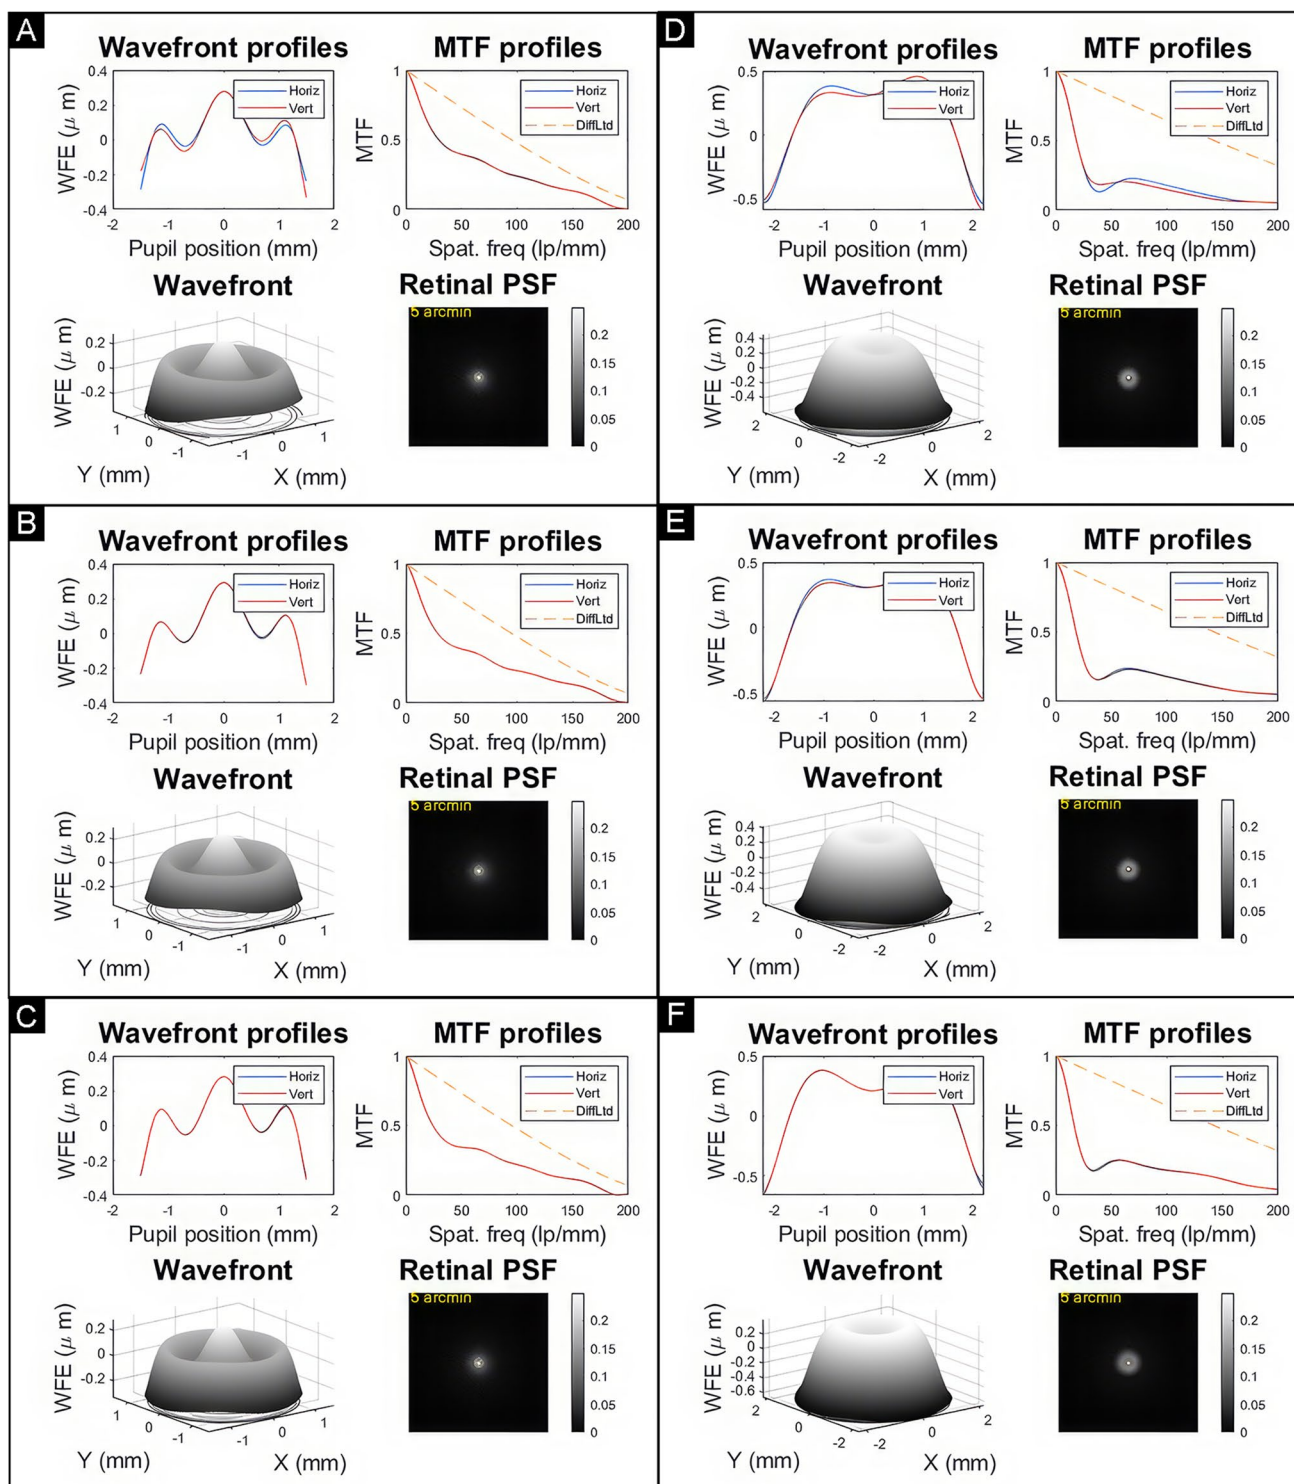 A
Wavefront profiles
0.4
0.2
0
-0.2
-0.4
WFE (μ m)
Horiz
Vert
-2 -1 0 1 2
Pupil position (mm)
MTF profiles
1
0.5
0
MTF
Horiz
Vert
DiffLtd
0 50 100 150 200
Spat. freq (lp/mm)
Wavefront
WFE (μ m)
0.2
0
-0.2
1 0 -1
Y (mm)
-1 0 1
X (mm)
Retinal PSF
5 arcmin
0.2
0.15
0.1
0.05
0
B
Wavefront profiles
0.4
0.2
0
-0.2
-0.4
WFE (μ m)
Horiz
Vert
-2 -1 0 1 2
Pupil position (mm)
MTF profiles
1
0.5
0
MTF
Horiz
Vert
DiffLtd
0 50 100 150 200
Spat. freq (lp/mm)
Wavefront
WFE (μ m)
0.2
0
-0.2
1 0 -1
Y (mm)
-1 0 1
X (mm)
Retinal PSF
5 arcmin
0.2
0.15
0.1
0.05
0
C
Wavefront profiles
0.4
0.2
0
-0.2
-0.4
WFE (μ m)
Horiz
Vert
-2 -1 0 1 2
Pupil position (mm)
MTF profiles
1
0.5
0
MTF
Horiz
Vert
DiffLtd
0 50 100 150 200
Spat. freq (lp/mm)
Wavefront
WFE (μ m)
0.2
0
-0.2
1 0 -1
Y (mm)
-1 0 1
X (mm)
Retinal PSF
5 arcmin
0.2
0.15
0.1
0.05
0
D
Wavefront profiles
0.5
0
-0.5
WFE (μ m)
Horiz
Vert
-2 -1 0 1 2
Pupil position (mm)
MTF profiles
1
0.5
0
MTF
Horiz
Vert
DiffLtd
0 50 100 150 200
Spat. freq (lp/mm)
Wavefront
WFE (μ m)
0.4
0.2
0
-0.2
-0.4
2 0 -2
Y (mm)
-2 0 2
X (mm)
Retinal PSF
5 arcmin
0.2
0.15
0.1
0.05
0
E
Wavefront profiles
0.5
0
-0.5
WFE (μ m)
Horiz
Vert
-2 -1 0 1 2
Pupil position (mm)
MTF profiles
1
0.5
0
MTF
Horiz
Vert
DiffLtd
0 50 100 150 200
Spat. freq (lp/mm)
Wavefront
WFE (μ m)
0.4
0.2
0
-0.2
-0.4
2 0 -2
Y (mm)
-2 0 2
X (mm)
Retinal PSF
5 arcmin
0.2
0.15
0.1
0.05
0
F
Wavefront profiles
0.5
0
-0.5
WFE (μ m)
Horiz
Vert
-2 -1 0 1 2
Pupil position (mm)
MTF profiles
1
0.5
0
MTF
Horiz
Vert
DiffLtd
0 50 100 150 200
Spat. freq (lp/mm)
Wavefront
WFE (μ m)
0.2
0
-0.2
-0.4
-0.6
2 0 -2
Y (mm)
-2 0 2
X (mm)
Retinal PSF
5 arcmin
0.2
0.15
0.1
0.05
0